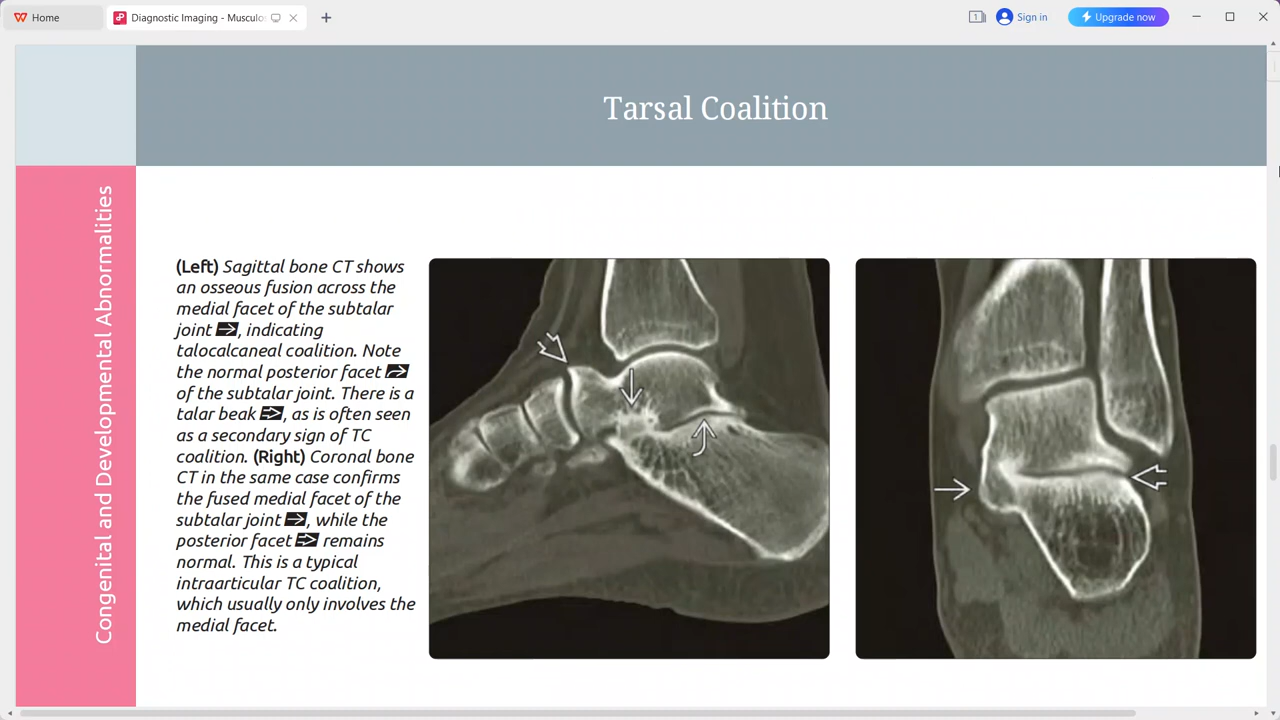 Home
Diagnostic Imaging - Musculos
1
Sign in
Upgrade now
Tarsal Coalition
Congenital and Developmental Abnormalities
(Left) Sagittal bone CT shows
an osseous fusion across the
medial facet of the subtalar
joint, indicating
talocalcaneal coalition. Note
the normal posterior facet
of the subtalar joint. There is a
talar beak, as is often seen
as a secondary sign of TC
coalition. (Right) Coronal bone
CT in the same case confirms
the fused medial facet of the
subtalar joint, while the
posterior facet remains
normal. This is a typical
intraarticular TC coalition,
which usually only involves the
medial facet.